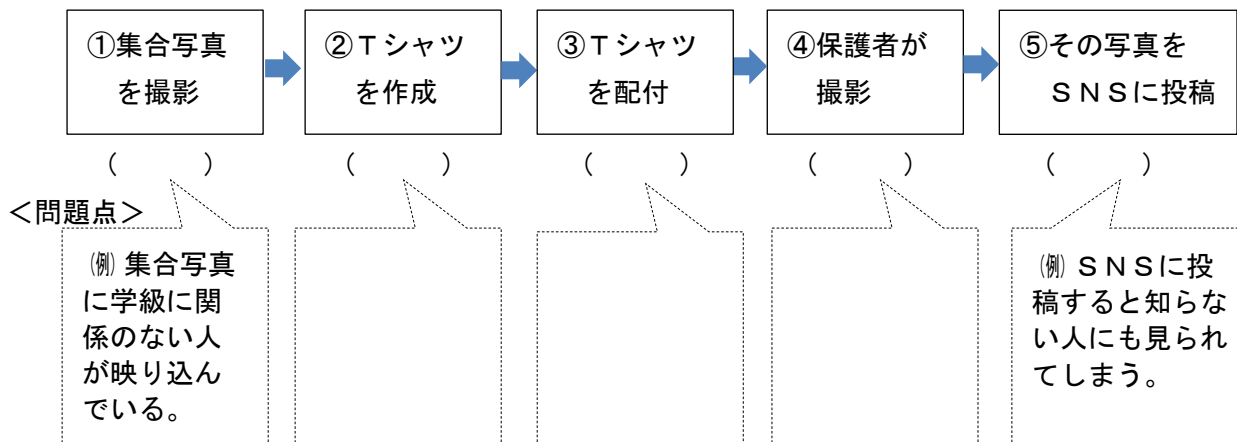 ①集合写真
を撮影
②Ｔシャツ
を作成
③Ｔシャツ
を配付
④保護者が
撮影
⑤その写真を
ＳＮＳに投稿
（　　　）
（　　　）
（　　　）
（　　　）
（　　　）
＜問題点＞
㈲ 集合写真
に学級に関
係のない人
が映り込ん
でいる。
(例) ＳＮＳに投
稿すると知らな
い人にも見られ
てしまう。